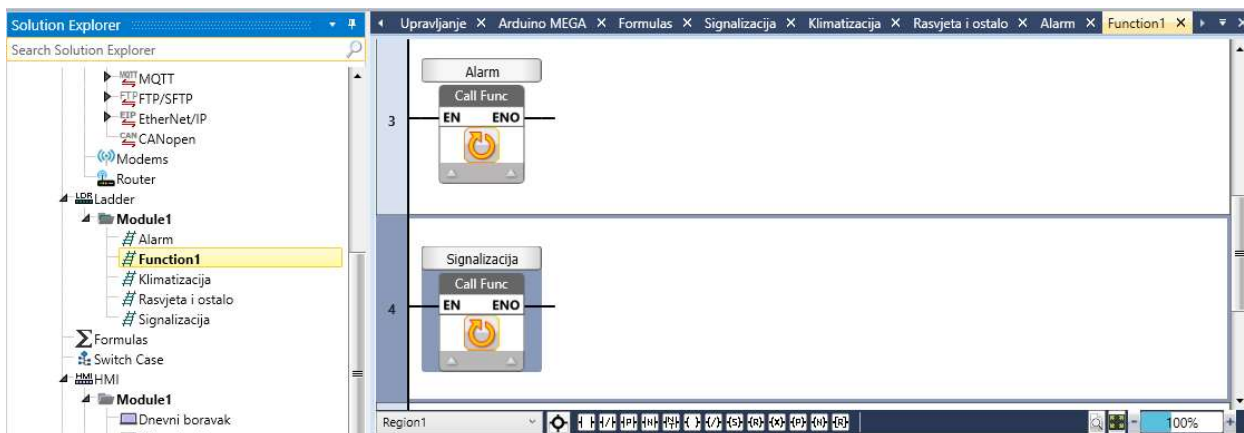 Solution Explorer
Search Solution Explorer
MQTT
FTP/SFTP
EtherNet/IP
CANopen
Modems
Router
LDR Ladder
Module1
Alarm
Function1
Klimatizacija
Rasvjeta i ostalo
Signalizacija
Formulas
Switch Case
HMI HMI
Module1
Dnevni boravak
Upravljanje Arduino MEGA Formulas Signalizacija Klimatizacija Rasvjeta i ostalo Alarm Function1
3
Alarm
Call Func
EN ENO
4
Signalizacija
Call Func
EN ENO
Region1
100%